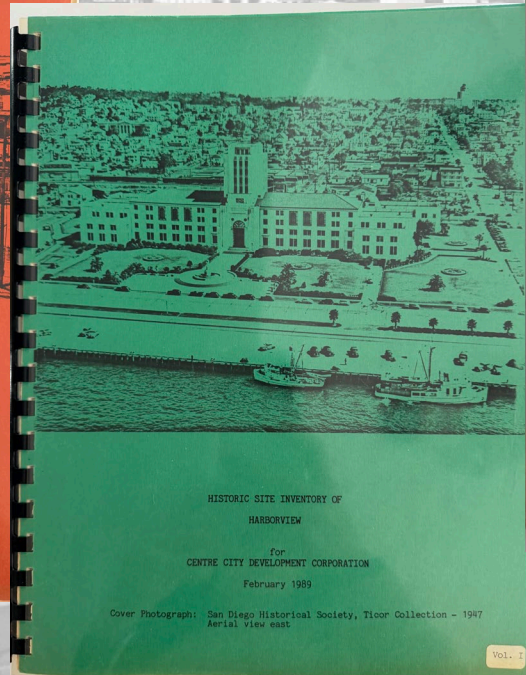 HISTORIC SITE INVENTORY OF
HARBORVIEW
for
CENTRE CITY DEVELOPMENT CORPORATION
February 1989
Cover Photograph: San Diego Historical Society, Ticor Collection - 1947
Aerial view east
Vol. I